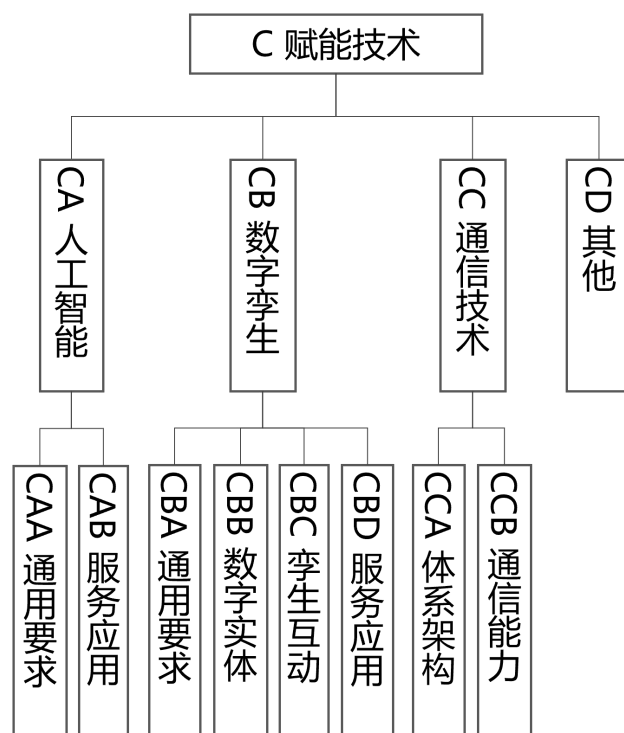 C 赋能技术
CA 人工智能
CB 数字孪生
CC 通信技术
CD 其他
CAA 通用要求
CAB 服务应用
CBA 通用要求
CBB 数字实体
CBC 孪生互动
CBD 服务应用
CCA 体系架构
CCB 通信能力